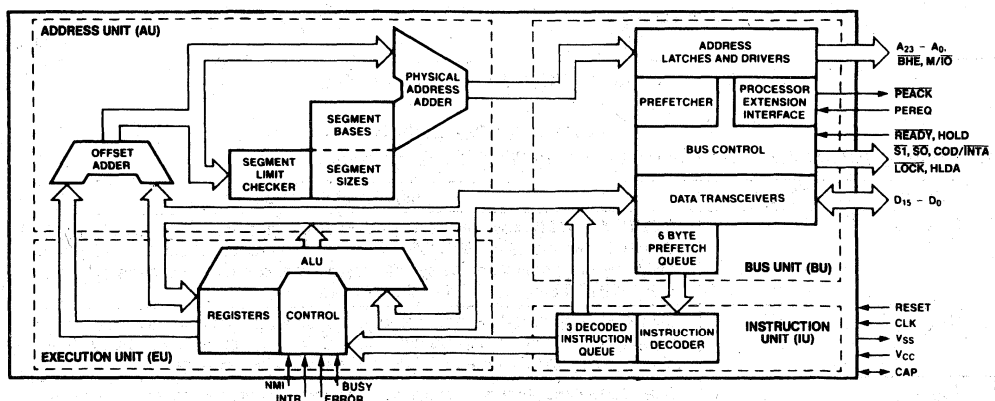 ADDRESS UNIT (AU)
PHYSICAL
ADDRESS
ADDER
OFFSET
ADDER
SEGMENT
BASES
SEGMENT
LIMIT
CHECKER
SEGMENT
SIZES
ADDRESS
LATCHES AND DRIVERS
PREFETCHER
PROCESSOR
EXTENSION
INTERFACE
BUS CONTROL
DATA TRANSCEIVERS
6 BYTE
PREFETCH
QUEUE
BUS UNIT (BU)
A23 – A0,
BHE, M/IO
PEACK
PEREQ
READY, HOLD
S1, SO, COD/INTA
LOCK, HLDA
D15 – D0
ALU
REGISTERS
CONTROL
EXECUTION UNIT (EU)
NMI
INTR
ERROR
BUSY
3 DECODED
INSTRUCTION
QUEUE
INSTRUCTION
DECODER
INSTRUCTION
UNIT (IU)
RESET
CLK
VSS
VCC
CAP